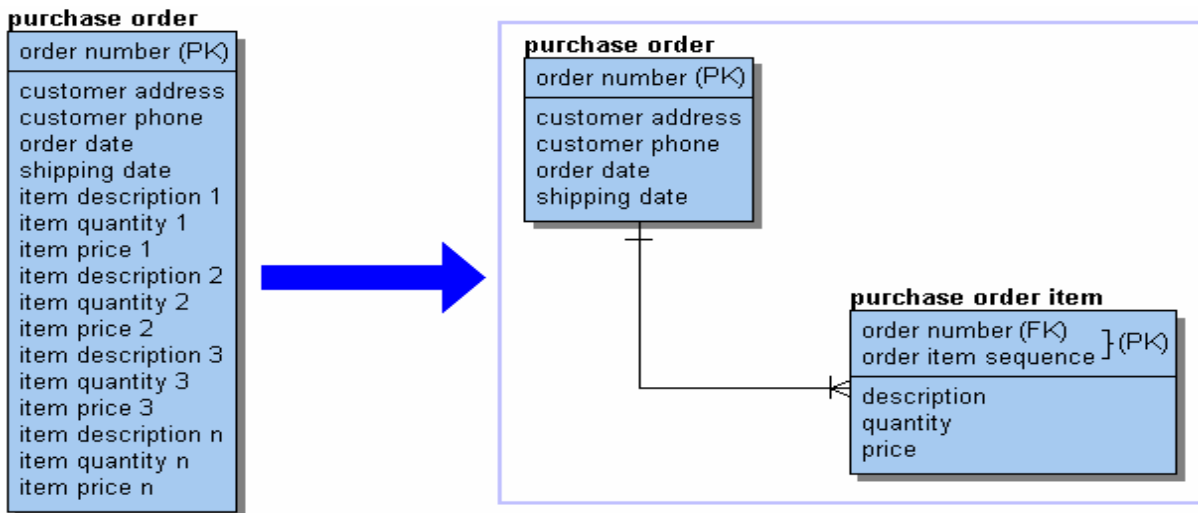 purchase order
order number (PK)
customer address
customer phone
order date
shipping date
item description 1
item quantity 1
item price 1
item description 2
item quantity 2
item price 2
item description 3
item quantity 3
item price 3
item description n
item quantity n
item price n
purchase order
order number (PK)
customer address
customer phone
order date
shipping date
purchase order item
order number (FK)
order item sequence } (PK)
description
quantity
price